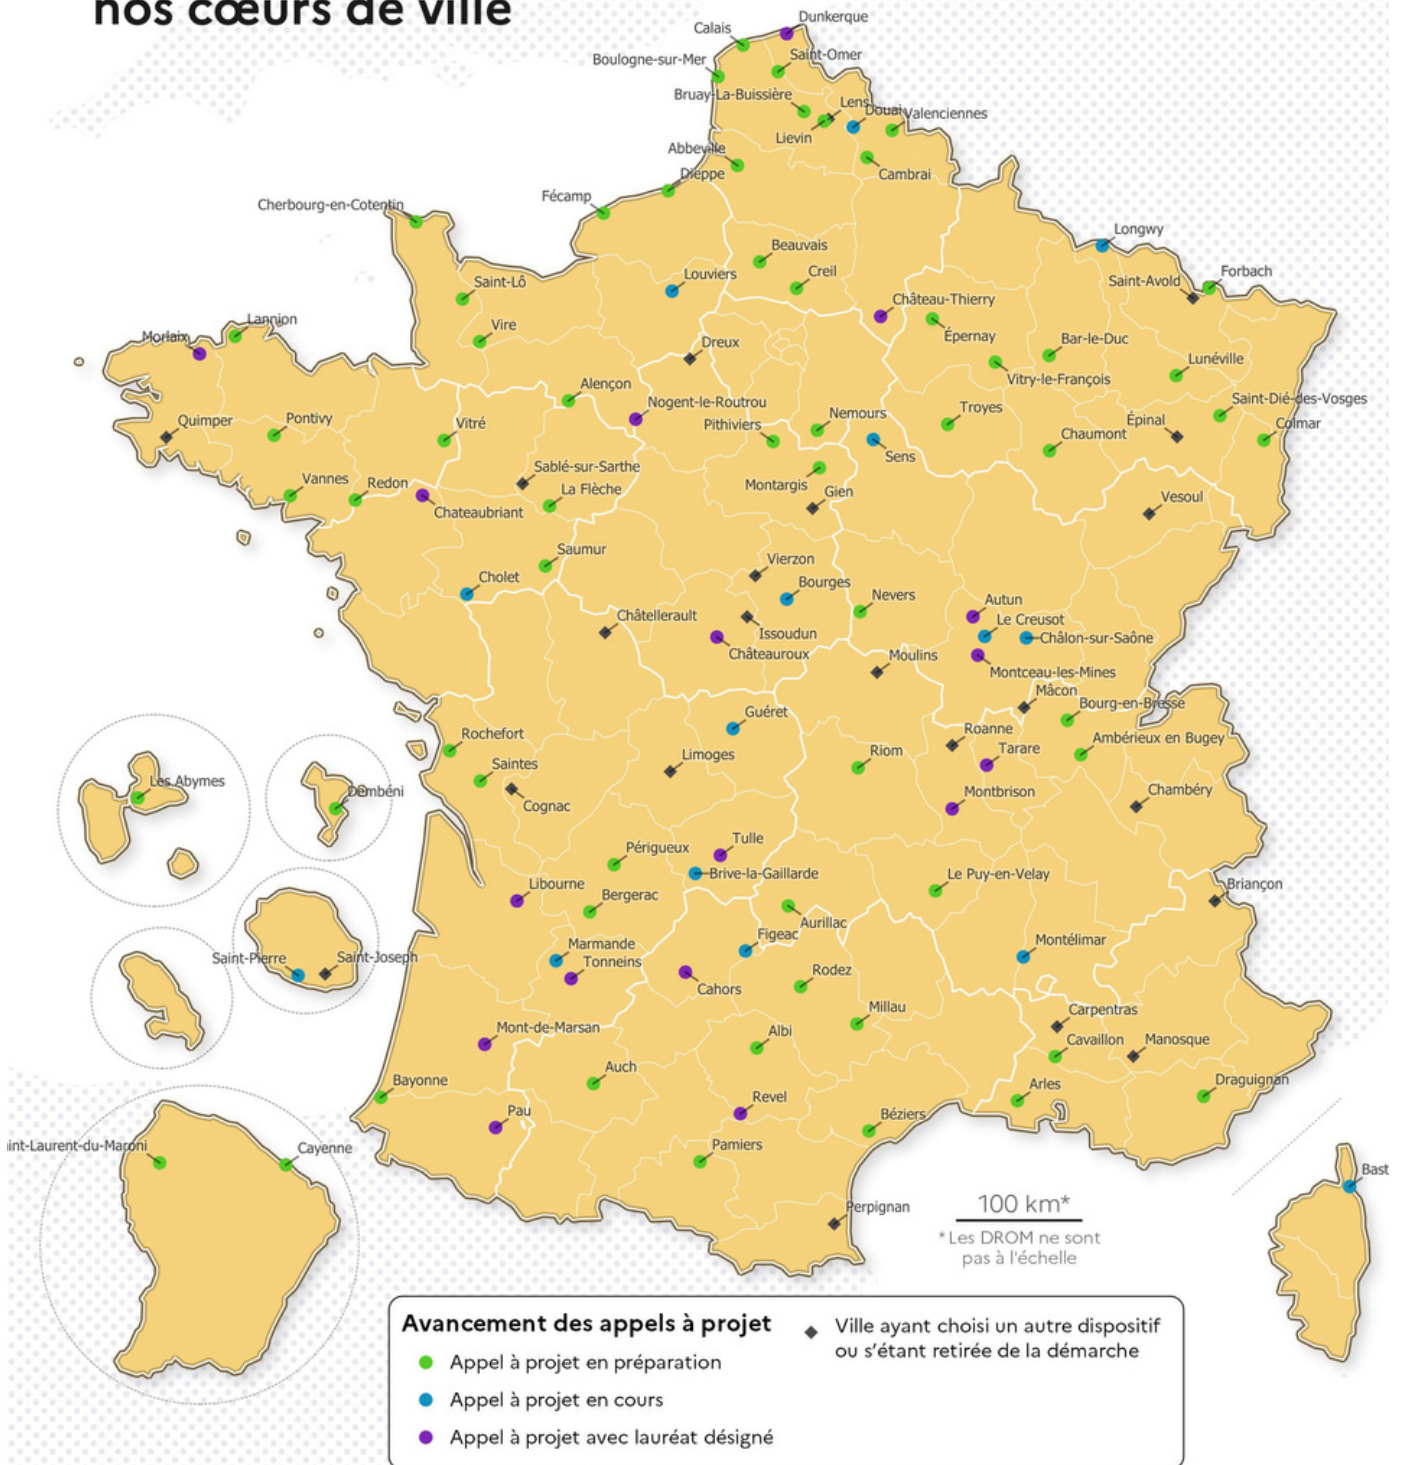 nos cœurs de ville
Dunkerque
Calais
Saint-Omer
Boulogne-sur-Mer
Bruay-La-Buissière
Lens
Douai
Valenciennes
Lievin
Abbeville
Cambrai
Dieppe
Fécamp
Cherbourg-en-Cotentin
Longwy
Beauvais
Creil
Forbach
Saint-Avold
Louviers
Saint-Lô
Château-Thierry
Lannion
Vire
Morlaix
Épernay
Dreux
Bar-le-Duc
Lunéville
Vitry-le-François
Alençon
Nogent-le-Routrou
Saint-Dié-des-Vosges
Troyes
Nemours
Pithiviers
Épinal
Colmar
Quimper
Pontivy
Vitré
Chaumont
Sens
Sablé-sur-Sarthe
Vannes
Redon
La Flèche
Montargis
Gien
Vesoul
Chateaubriant
Saumur
Vierzon
Cholet
Bourges
Nevers
Autun
Châtellerault
Le Creusot
Issoudun
Châlon-sur-Saône
Châteauroux
Moulins
Montceau-les-Mines
Mâcon
Bourg-en-Bresse
Guéret
Rochefort
Roanne
Ambérieux en Bugey
Tarare
Limoges
Riom
Saintes
Les Abymes
Dembéni
Cognac
Montbrison
Chambéry
Tulle
Périgueux
Brive-la-Gaillarde
Le Puy-en-Velay
Libourne
Bergerac
Briançon
Aurillac
Figeac
Marmande
Montélimar
Saint-Pierre
Saint-Joseph
Tonneins
Rodez
Cahors
Millau
Carpentras
Mont-de-Marsan
Albi
Cavaillon
Manosque
Auch
Bayonne
Arles
Draguignan
Revel
Pau
Béziers
Pamiers
int-Laurent-du-Maroni
Cayenne
Bast
Perpignan
100 km*
*Les DROM ne sont
pas à l'échelle
Avancement des appels à projet
Appel à projet en préparation
Appel à projet en cours
Appel à projet avec lauréat désigné
Ville ayant choisi un autre dispositif
ou s'étant retirée de la démarche